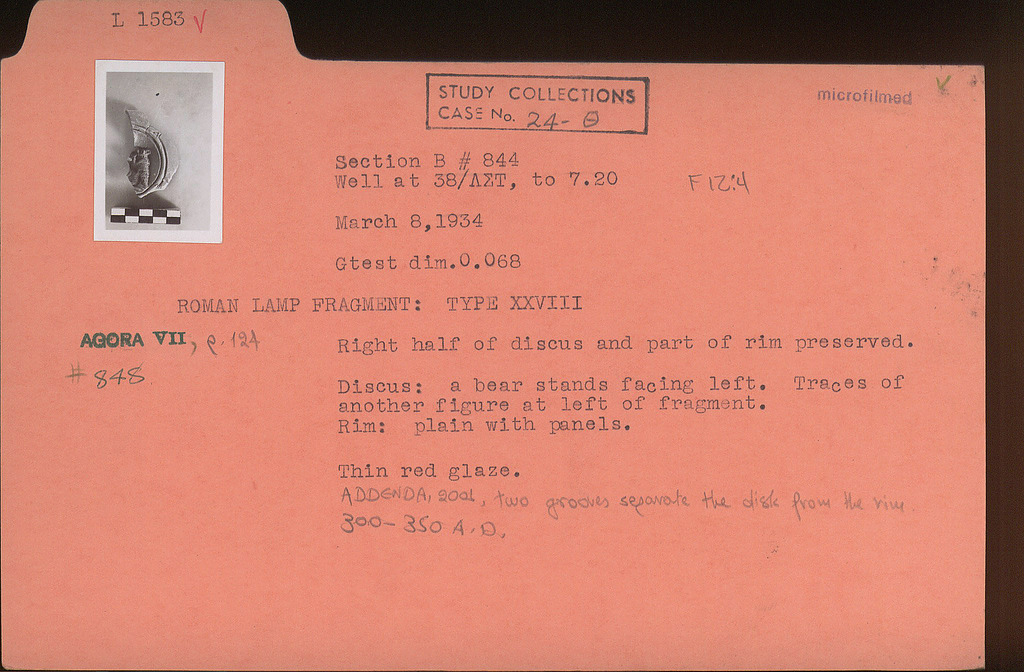 L 1583 √
STUDY COLLECTIONS
CASE No. 24-Θ
microfilmed
Section B # 844
Well at 38/ΛΣΤ, to 7.20
F 12:4
March 8,1934
Gtest dim.0.068
ROMAN LAMP FRAGMENT: TYPE XXVIII
AGORA VII, p. 124
# 848.
Right half of discus and part of rim preserved.
Discus: a bear stands facing left. Traces of
another figure at left of fragment.
Rim: plain with panels.
Thin red glaze.
ADDENDA, 2001, two grooves separate the disk from the rim.
300-350 A.D.